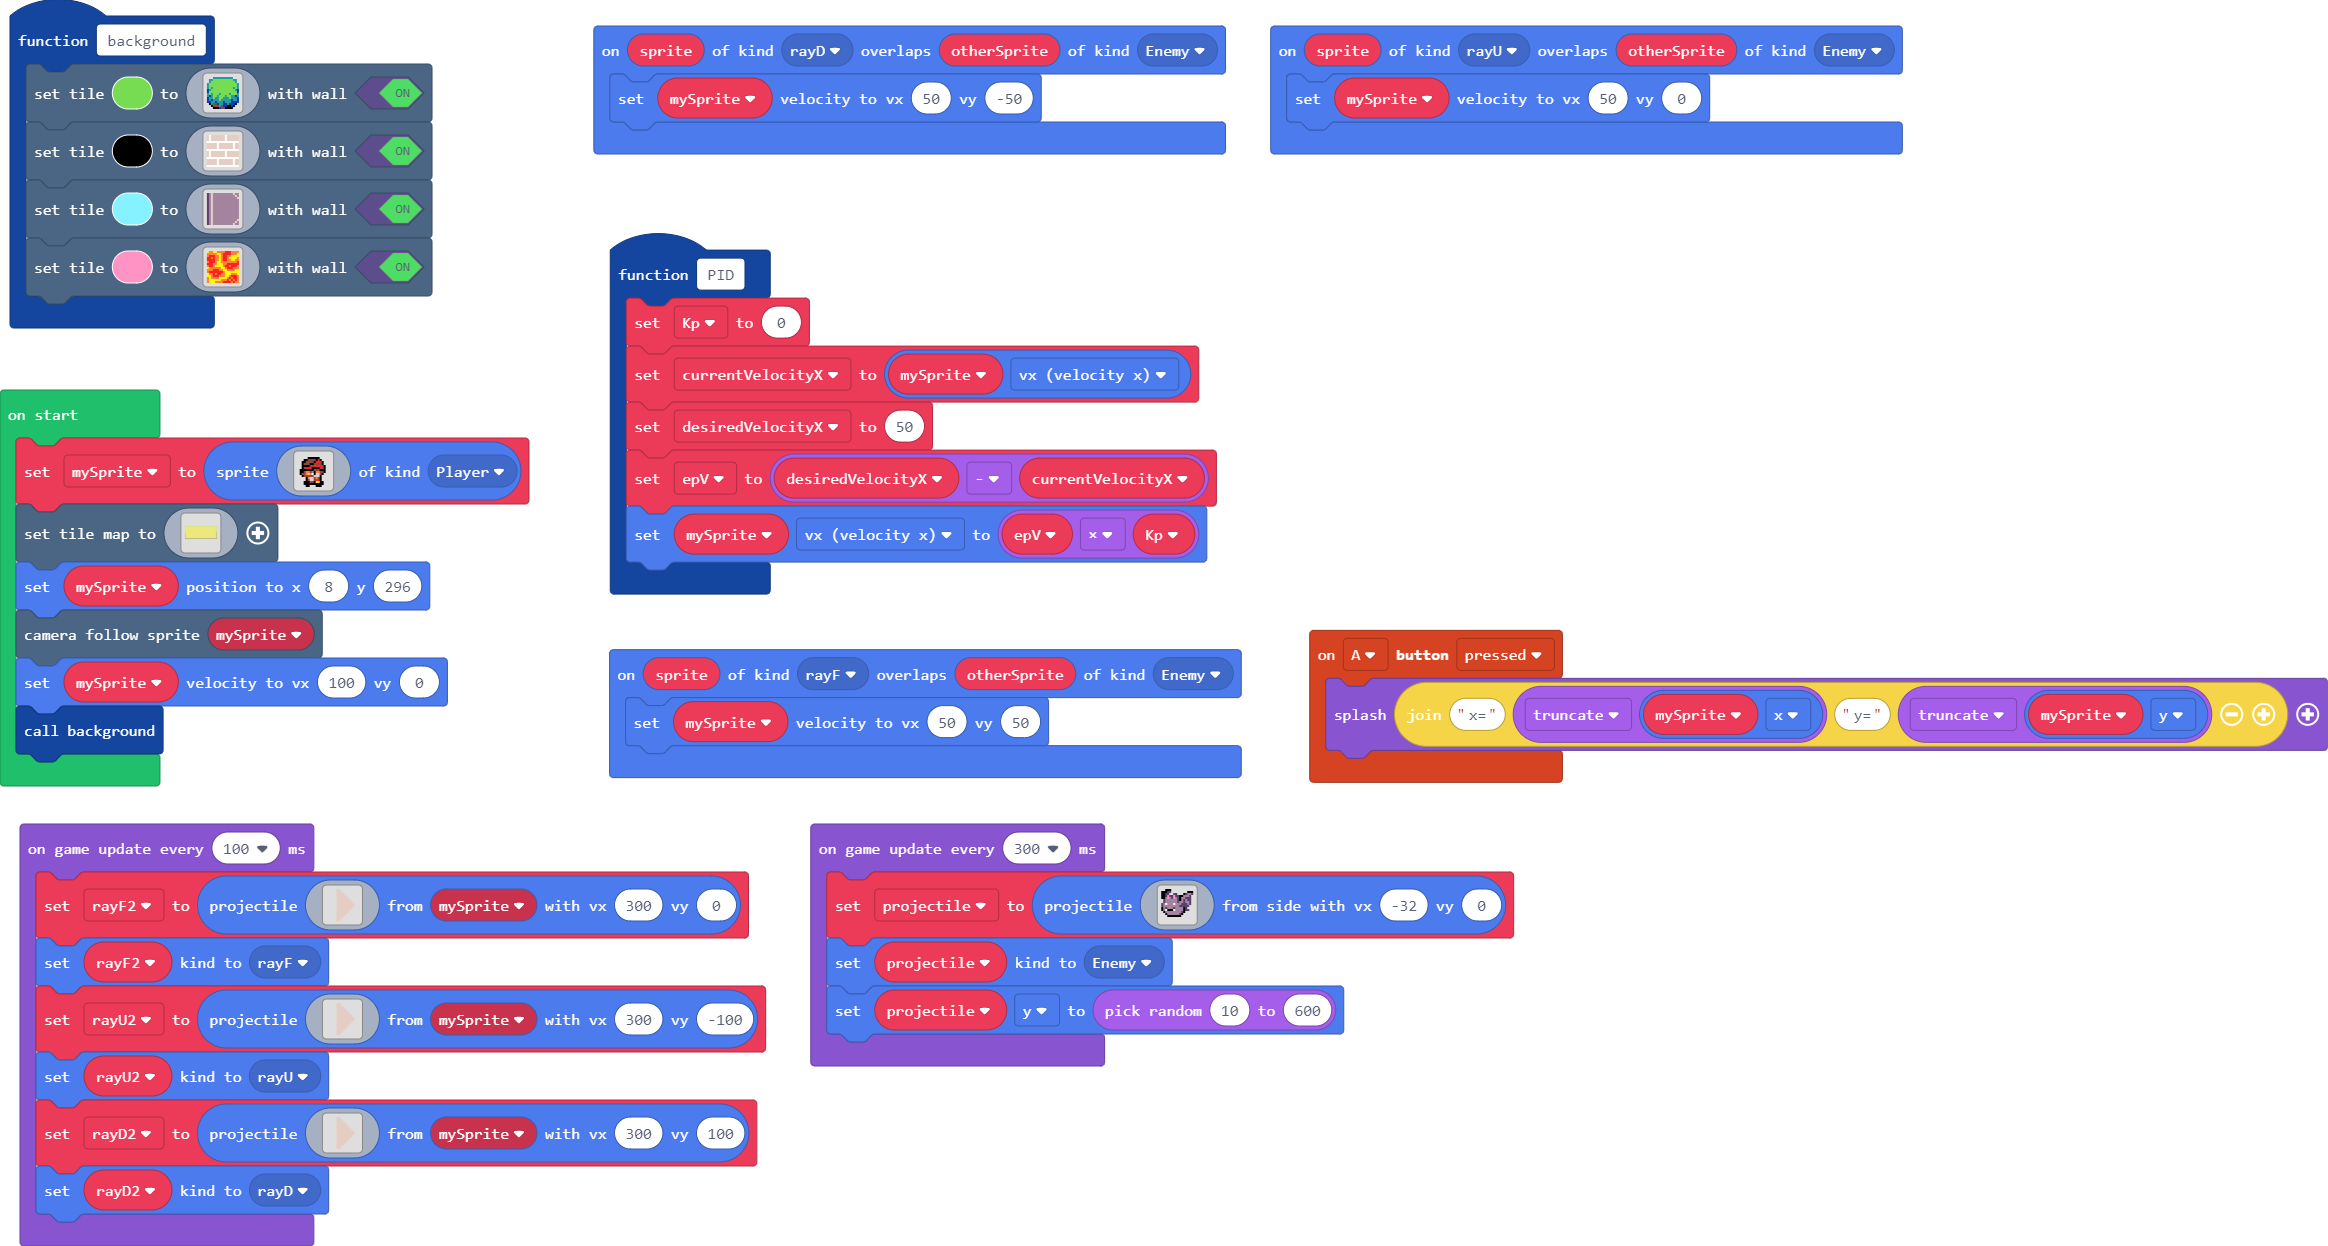 function background
set tile to with wall ON
set tile to with wall ON
set tile to with wall ON
set tile to with wall ON
on sprite of kind rayD overlaps otherSprite of kind Enemy
set mySprite velocity to vx 50 vy -50
on sprite of kind rayU overlaps otherSprite of kind Enemy
set mySprite velocity to vx 50 vy 0
function PID
set Kp to 0
set currentVelocityX to mySprite vx (velocity x)
set desiredVelocityX to 50
set epV to desiredVelocityX - currentVelocityX
set mySprite vx (velocity x) to epV x Kp
on start
set mySprite to sprite of kind Player
set tile map to
set mySprite position to x 8 y 296
camera follow sprite mySprite
set mySprite velocity to vx 100 vy 0
call background
on sprite of kind rayF overlaps otherSprite of kind Enemy
set mySprite velocity to vx 50 vy 50
on A button pressed
splash join "x=" truncate mySprite x "y=" truncate mySprite y
on game update every 100 ms
set rayF2 to projectile from mySprite with vx 300 vy 0
set rayF2 kind to rayF
set rayU2 to projectile from mySprite with vx 300 vy -100
set rayU2 kind to rayU
set rayD2 to projectile from mySprite with vx 300 vy 100
set rayD2 kind to rayD
on game update every 300 ms
set projectile to projectile from side with vx -32 vy 0
set projectile kind to Enemy
set projectile y to pick random 10 to 600